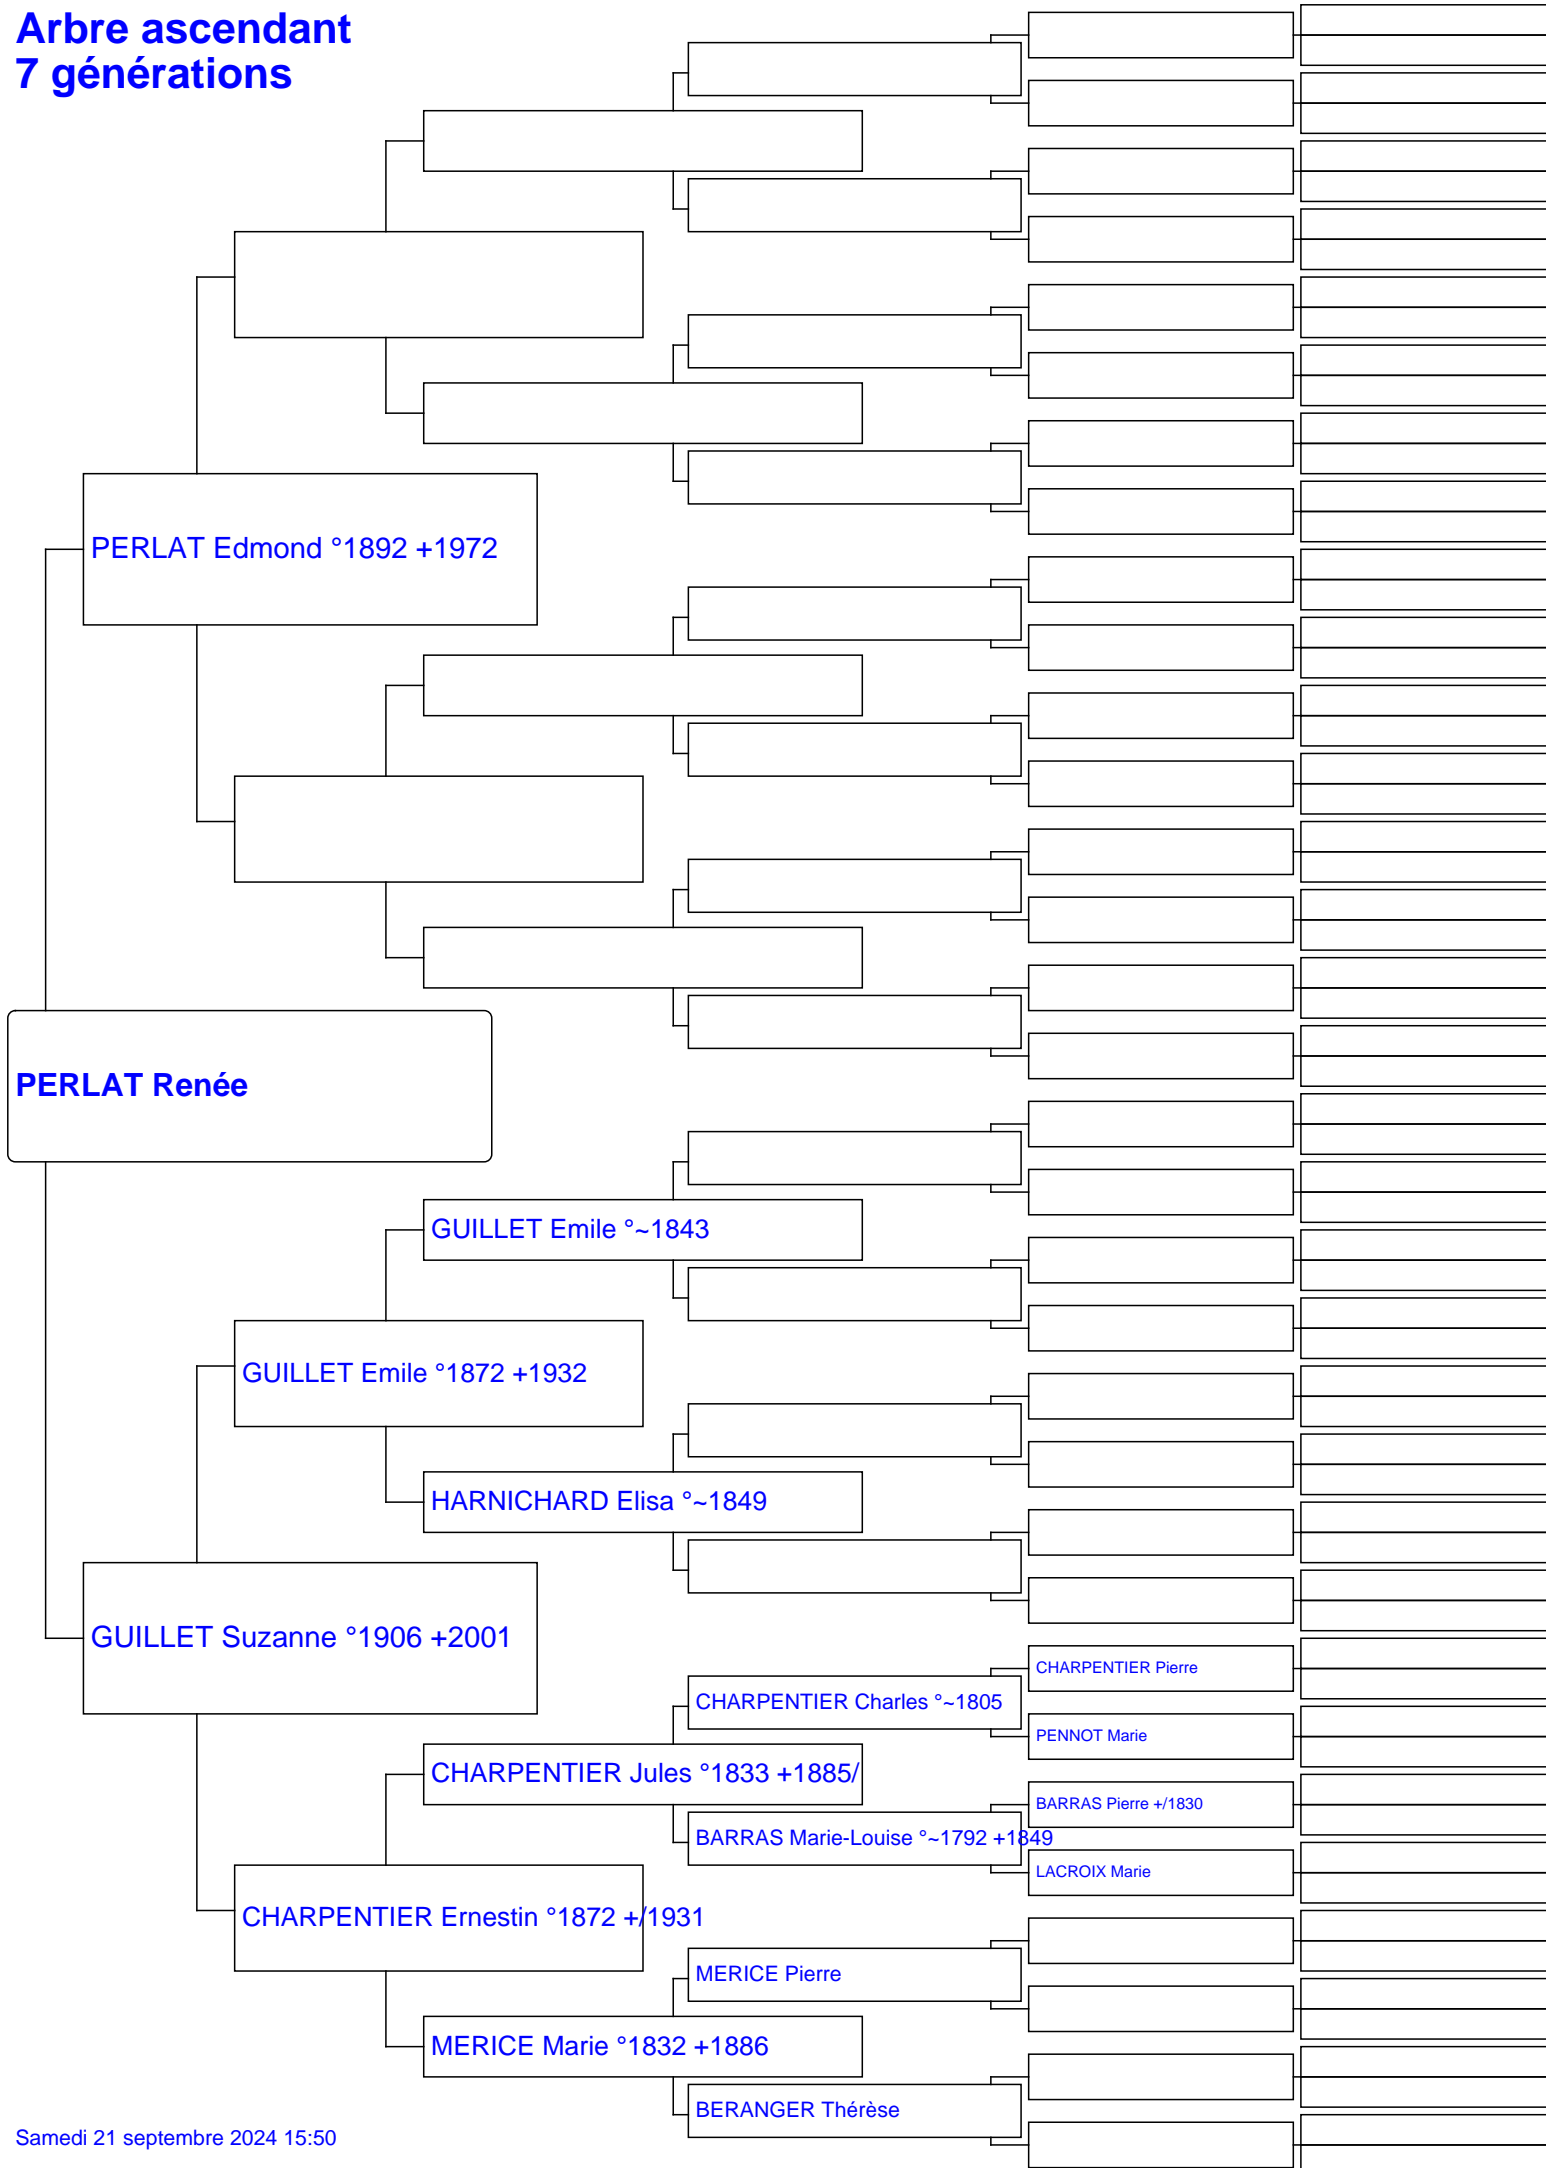 Arbre ascendant
7 générations
PERLAT Edmond °1892 +1972
PERLAT Renée
GUILLET Emile °~1843
GUILLET Emile °1872 +1932
HARNICHARD Elisa °~1849
GUILLET Suzanne °1906 +2001
CHARPENTIER Pierre
CHARPENTIER Charles °~1805
PENNOT Marie
CHARPENTIER Jules °1833 +1885/
BARRAS Pierre +/1830
BARRAS Marie-Louise °~1792 +1849
LACROIX Marie
CHARPENTIER Ernestin °1872 +/1931
MERICE Pierre
MERICE Marie °1832 +1886
BERANGER Thérèse
Samedi 21 septembre 2024 15:50